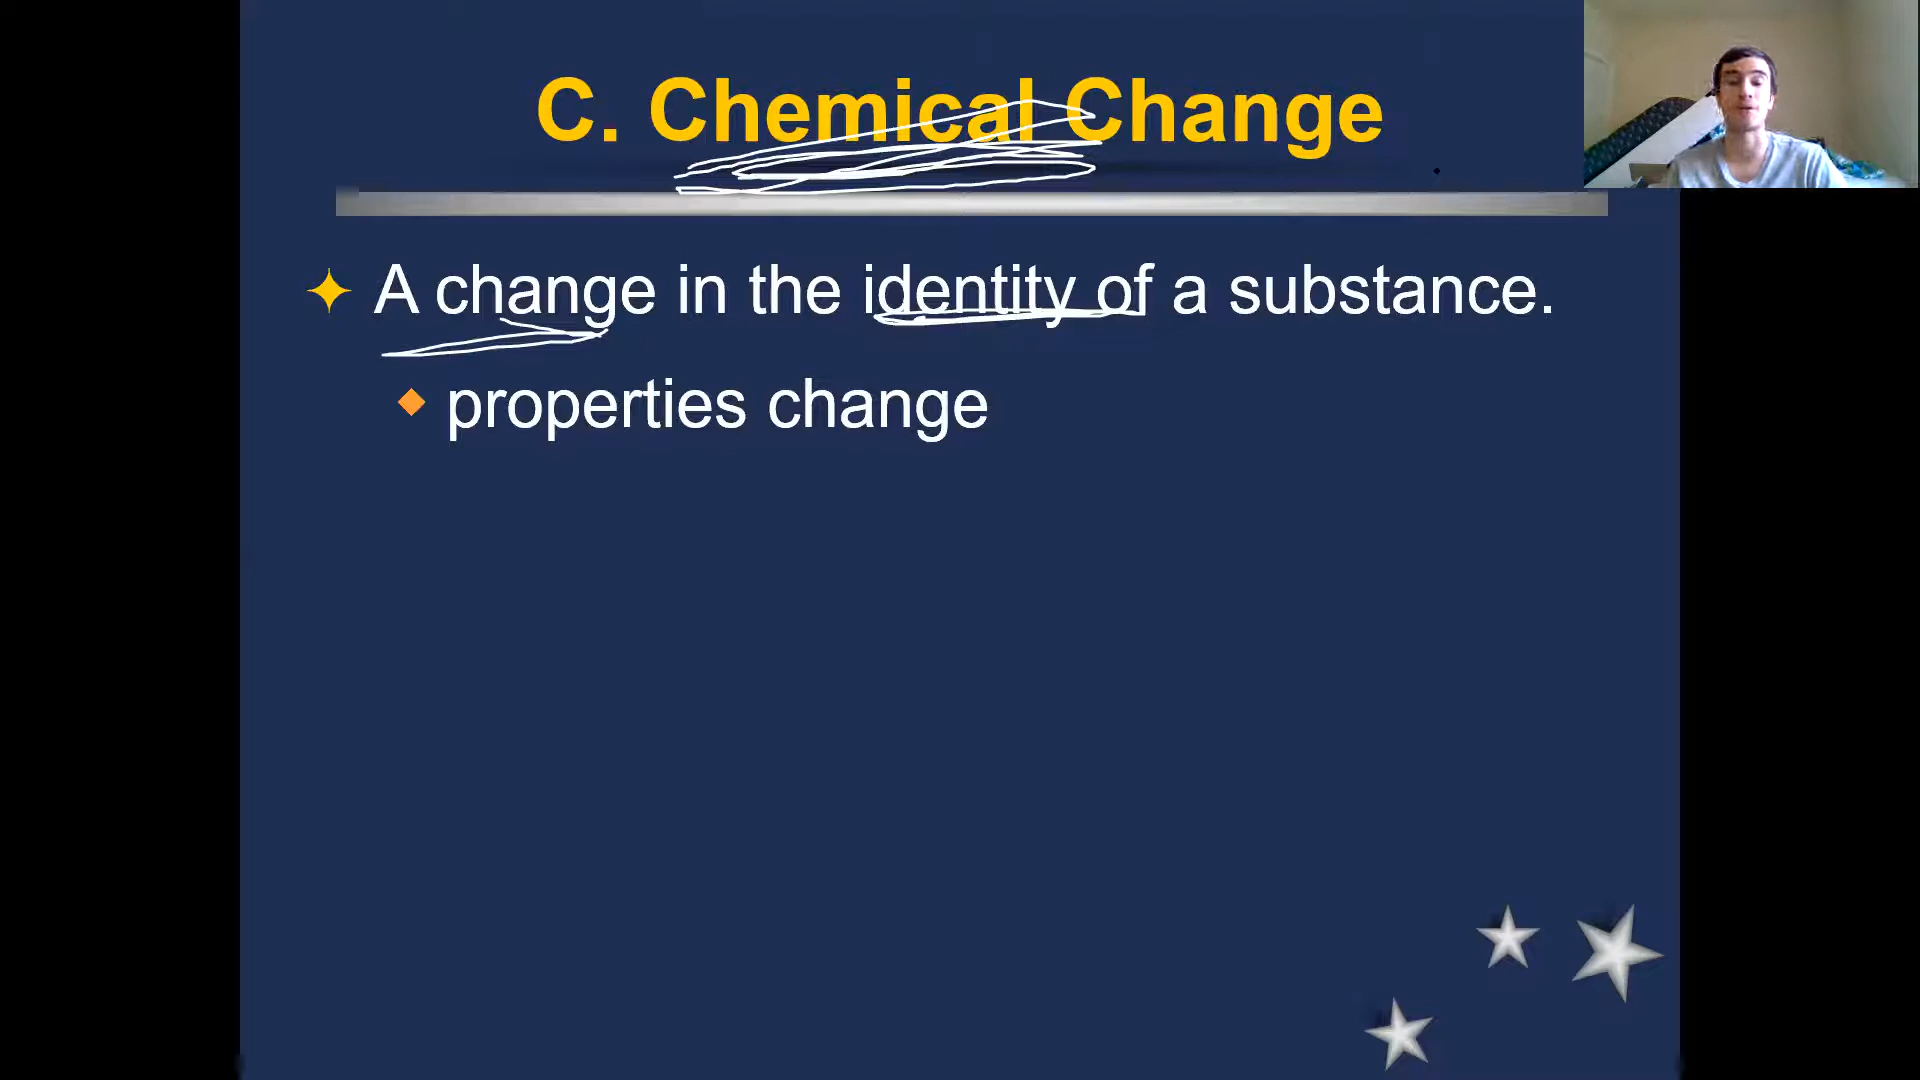 C. Chemical Change
A change in the identity of a substance.
properties change